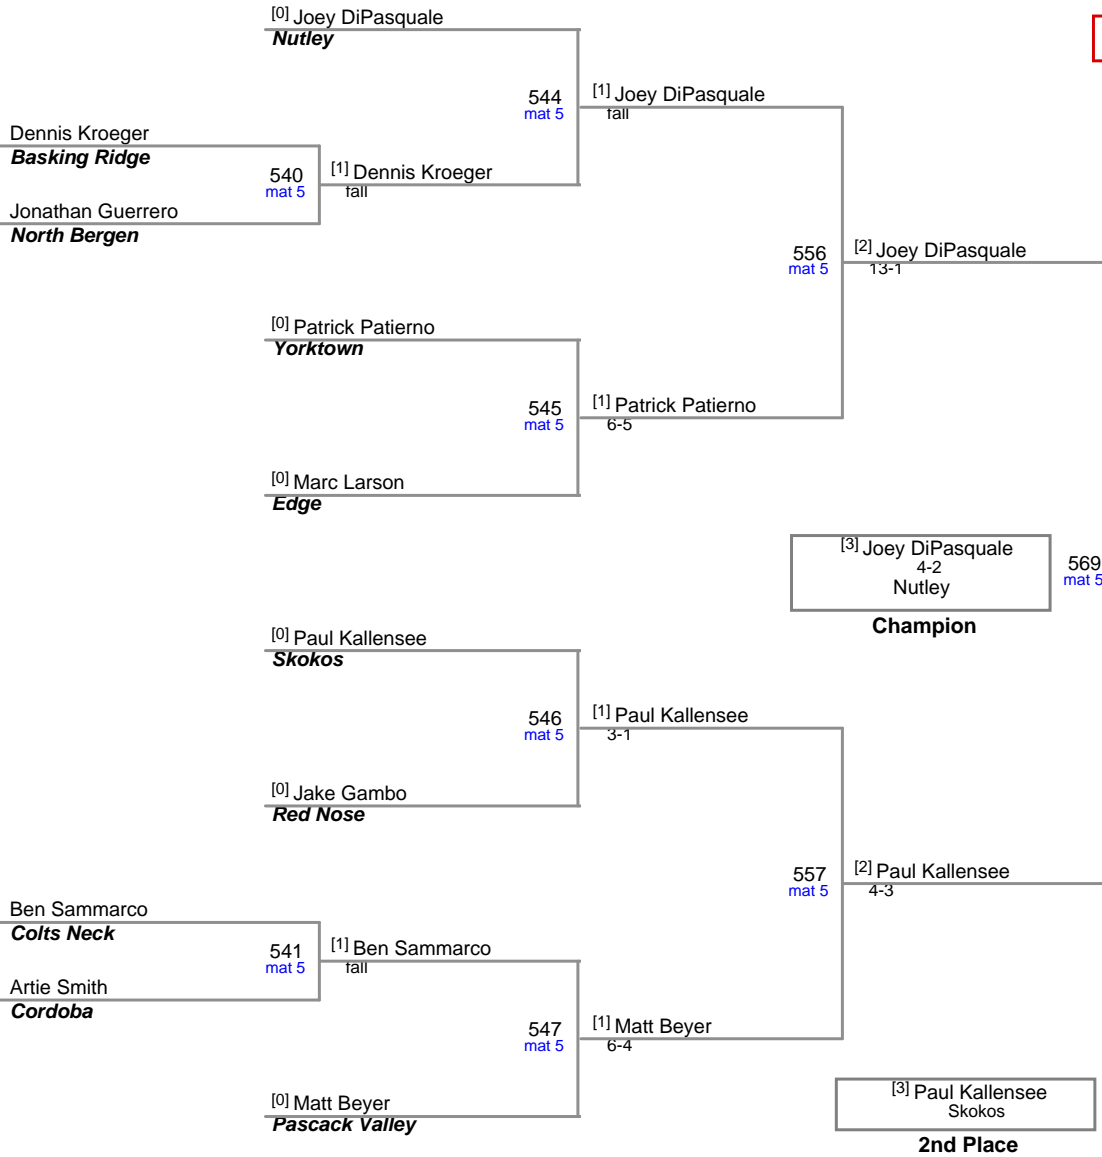 [0] Joey DiPasquale
Nutley
544
mat 5
[1] Joey DiPasquale
fall
Dennis Kroeger
Basking Ridge
540
mat 5
[1] Dennis Kroeger
fall
Jonathan Guerrero
North Bergen
556
mat 5
[2] Joey DiPasquale
13-1
[0] Patrick Patierno
Yorktown
545
mat 5
[1] Patrick Patierno
6-5
[0] Marc Larson
Edge
[3] Joey DiPasquale
4-2
Nutley
Champion
569
mat 5
[0] Paul Kallensee
Skokos
546
mat 5
[1] Paul Kallensee
3-1
[0] Jake Gambo
Red Nose
557
mat 5
[2] Paul Kallensee
4-3
Ben Sammarco
Colts Neck
541
mat 5
[1] Ben Sammarco
fall
Artie Smith
Cordoba
547
mat 5
[1] Matt Beyer
6-4
[0] Matt Beyer
Pascack Valley
[3] Paul Kallensee
Skokos
2nd Place